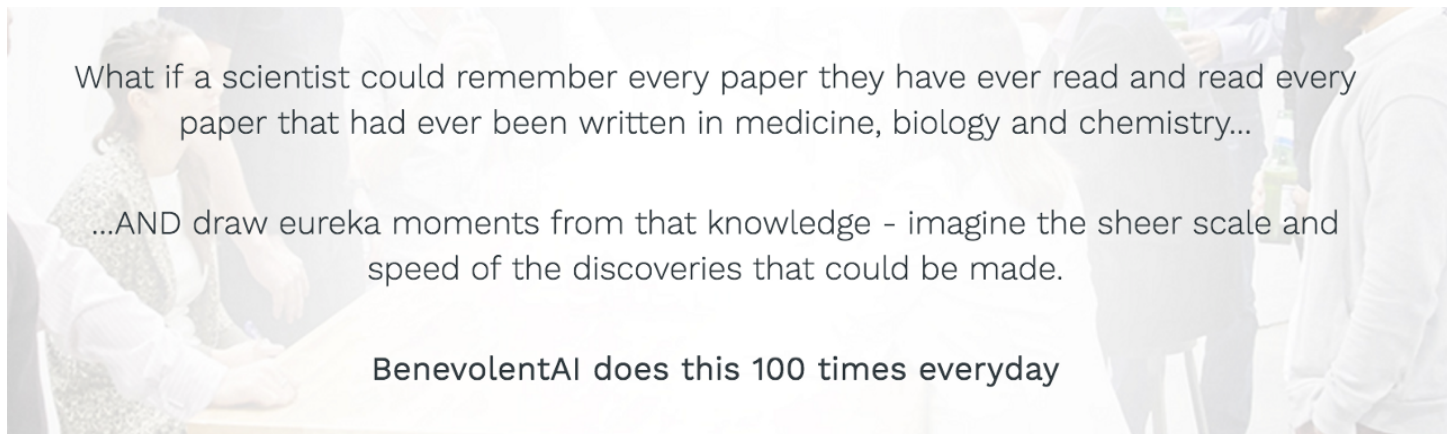 What if a scientist could remember every paper they have ever read and read every
paper that had ever been written in medicine, biology and chemistry...
...AND draw eureka moments from that knowledge - imagine the sheer scale and
speed of the discoveries that could be made.
BenevolentAI does this 100 times everyday